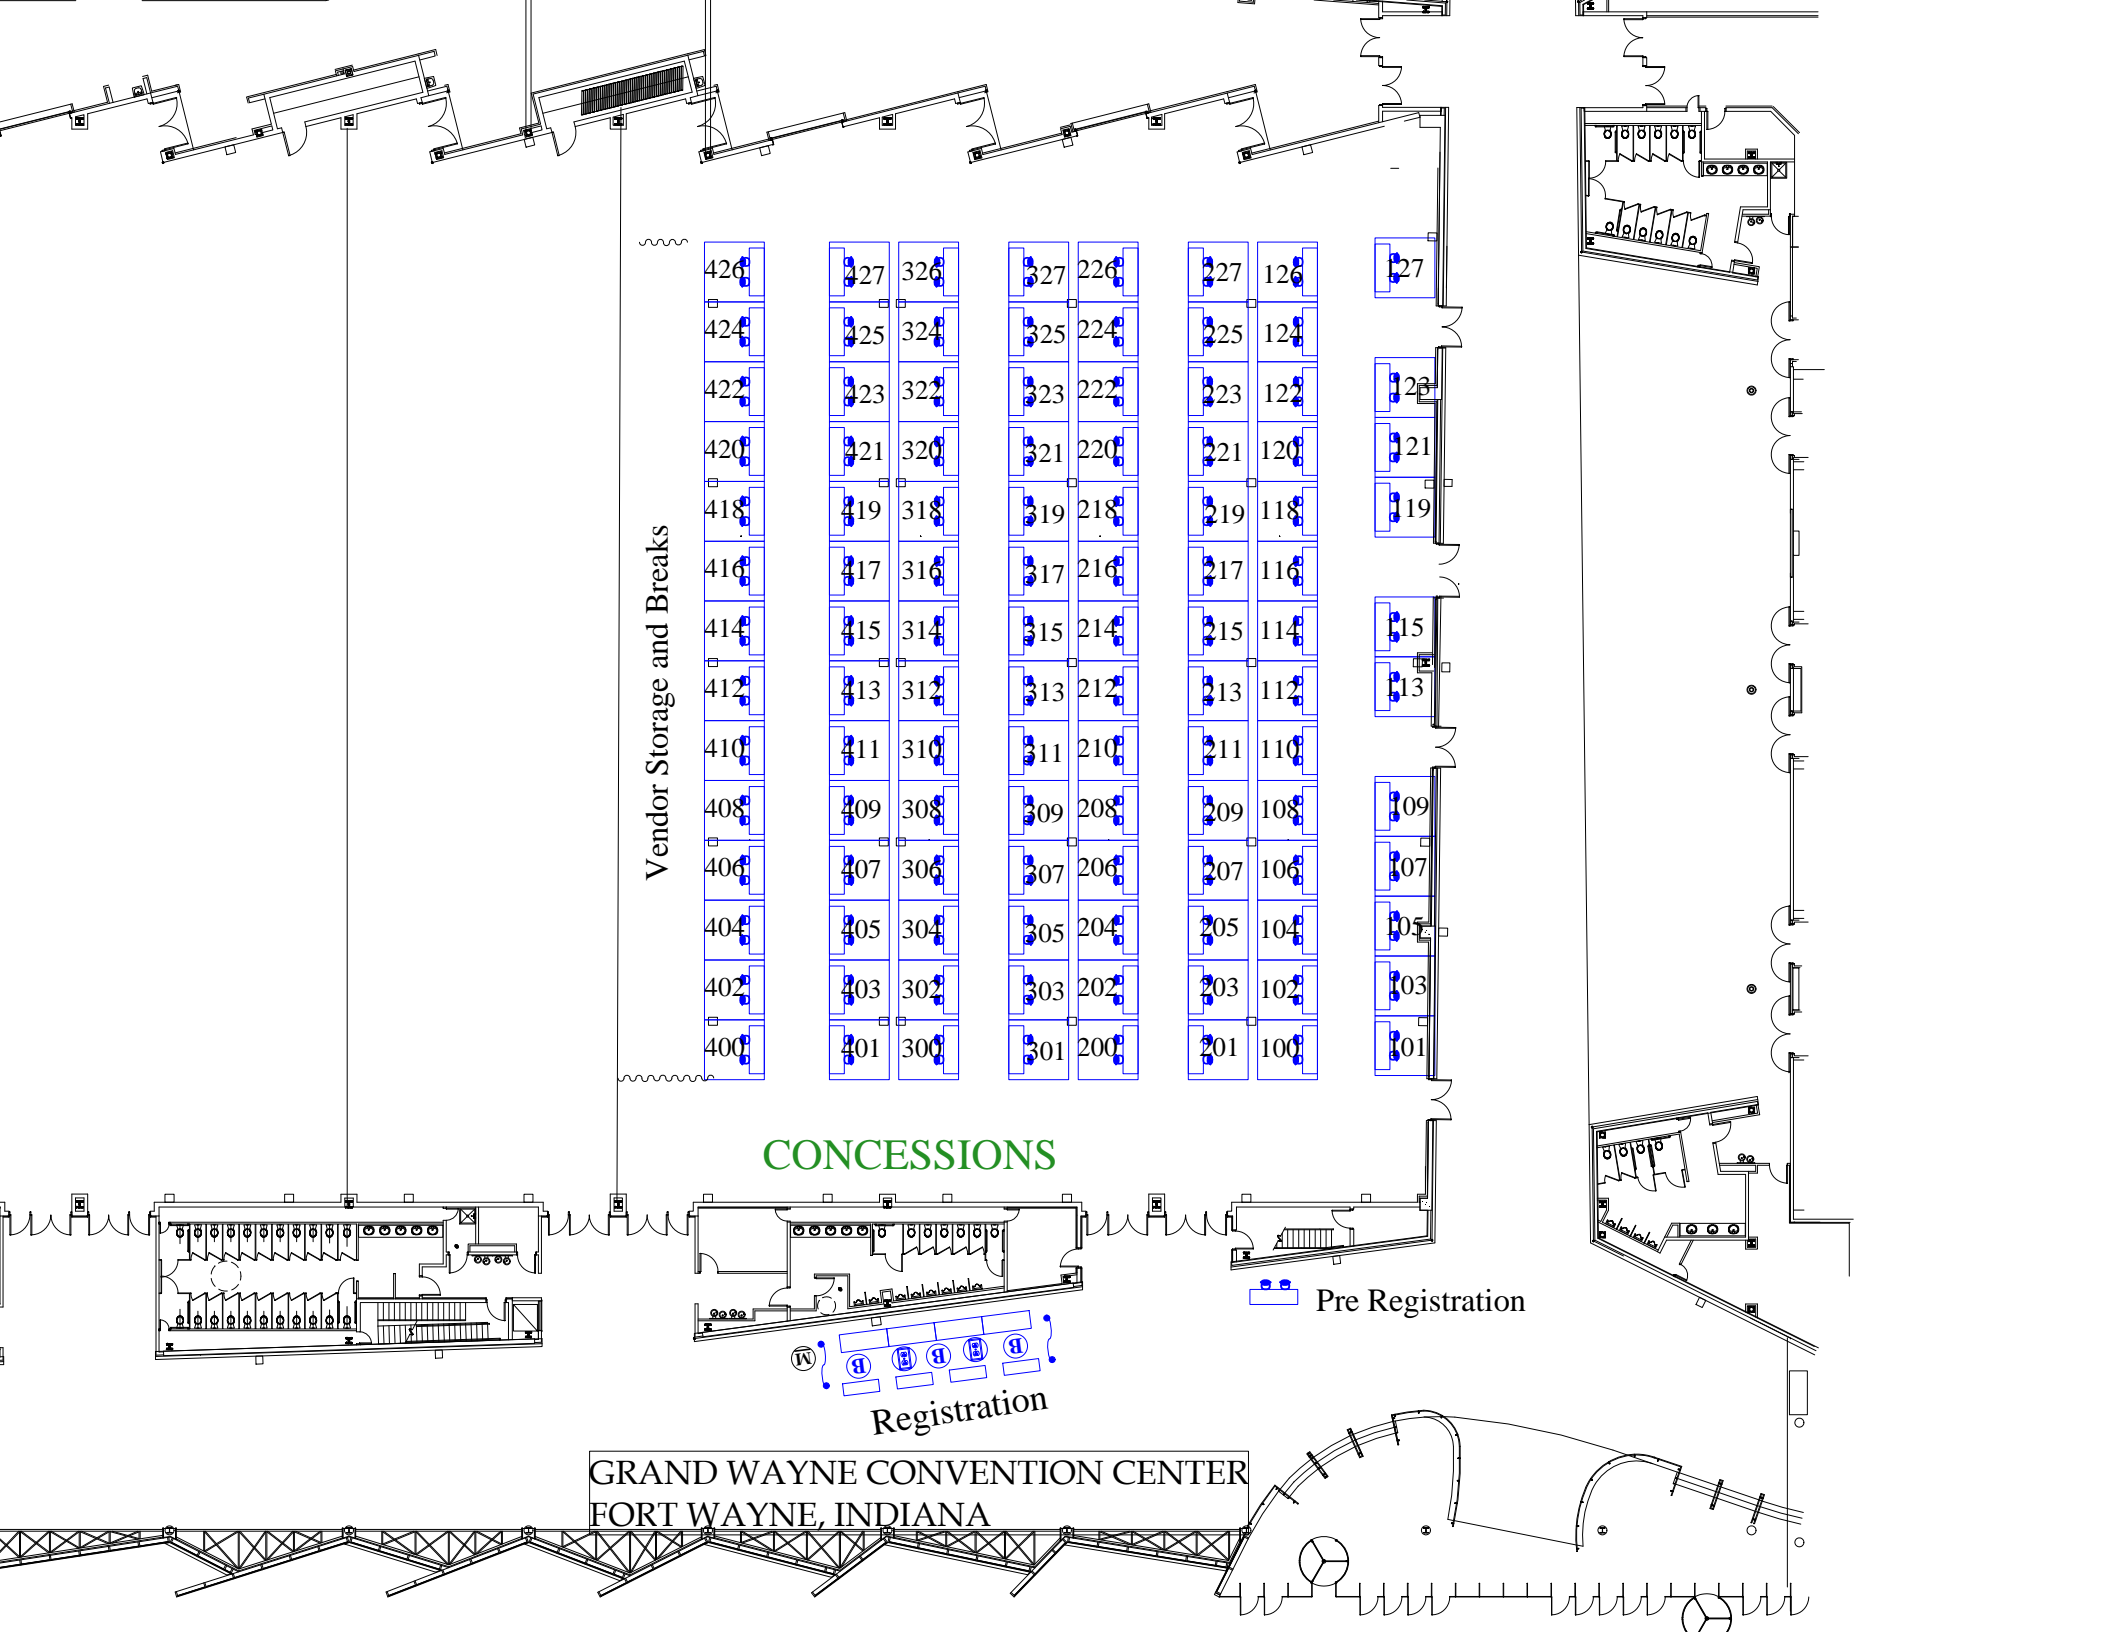 426 427 326 327 226 227 126 127
424 425 324 325 224 225 124
422 423 322 323 222 223 122 123
420 421 320 321 220 221 120 121
418 419 318 319 218 219 118 119
416 417 316 317 216 217 116
414 415 314 315 214 215 114 115
412 413 312 313 212 213 112 113
410 411 310 311 210 211 110
408 409 308 309 208 209 108 109
406 407 306 307 206 207 106 107
404 405 304 305 204 205 104 105
402 403 302 303 202 203 102 103
400 401 300 301 200 201 100 101
Vendor Storage and Breaks
CONCESSIONS
Pre Registration
M B B B
Registration
GRAND WAYNE CONVENTION CENTER
FORT WAYNE, INDIANA